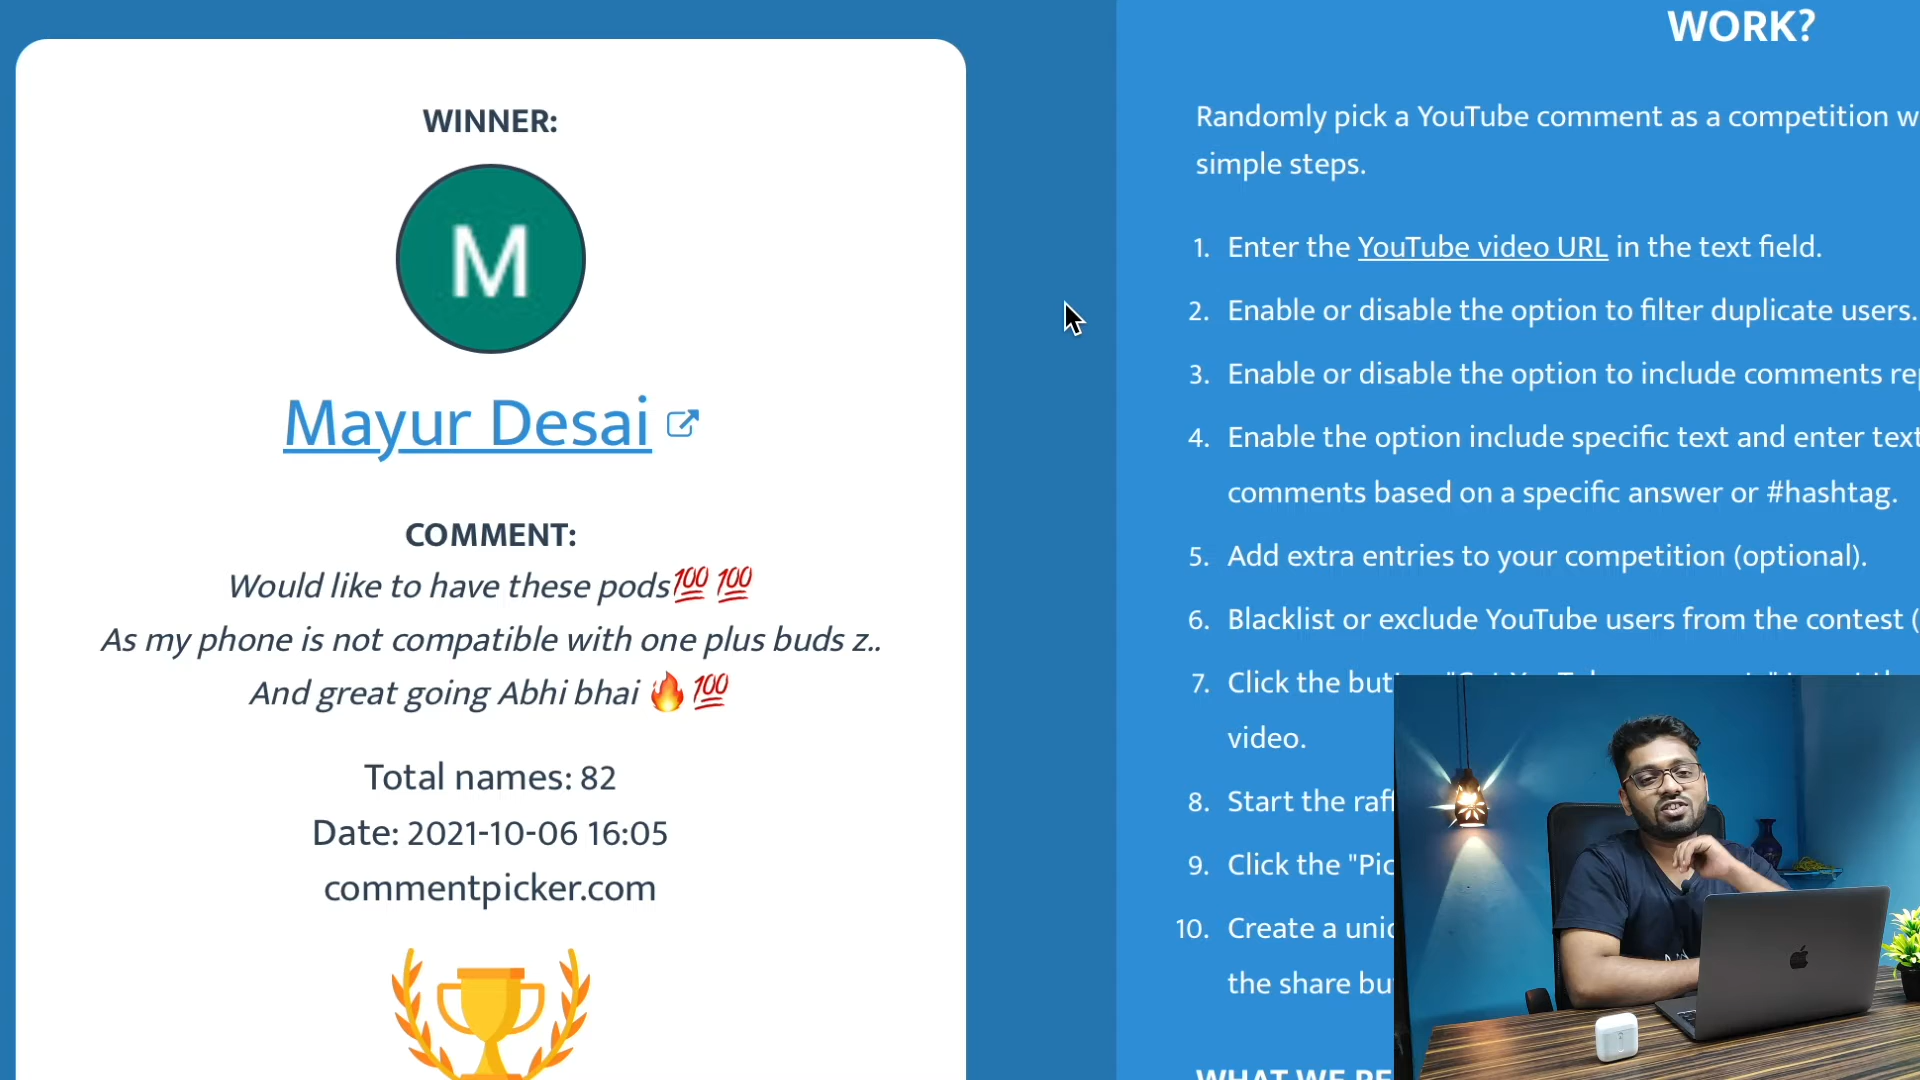 WINNER:
M
Mayur Desai
COMMENT:
Would like to have these pods💯💯
As my phone is not compatible with one plus buds z..
And great going Abhi bhai 🔥💯
Total names: 82
Date: 2021-10-06 16:05
commentpicker.com
WORK?
Randomly pick a YouTube comment as a competition
simple steps.
1. Enter the YouTube video URL in the text field.
2. Enable or disable the option to filter duplicate users.
3. Enable or disable the option to include comments
4. Enable the option include specific text and enter text
comments based on a specific answer or #hashtag.
5. Add extra entries to your competition (optional).
6. Blacklist or exclude YouTube users from the contest (
7. Click the
video.
8. Start the
9. Click the
10. Create a
the share